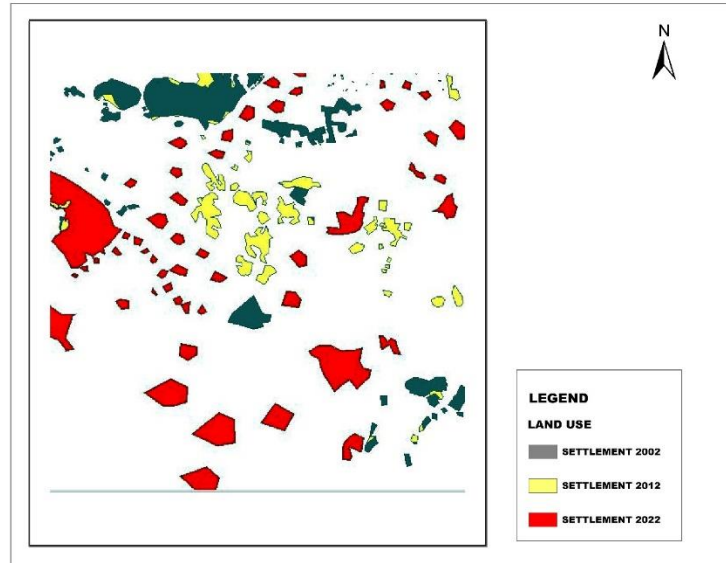 N
LEGEND
LAND USE
SETTLEMENT 2002
SETTLEMENT 2012
SETTLEMENT 2022